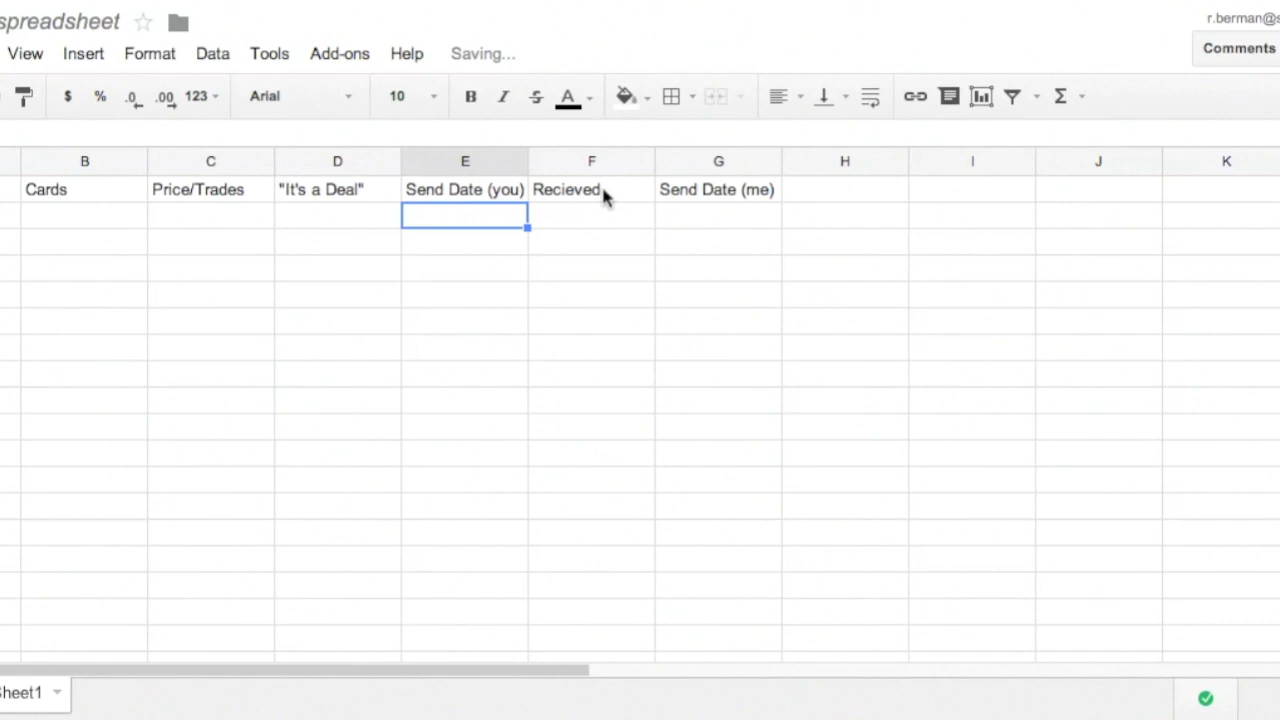 spreadsheet
r.berman@s
View Insert Format Data Tools Add-ons Help Saving...
Comments
$ % .0 .00 123 Arial 10 B I S A Σ
B C D E F G H I J K
Cards Price/Trades "It's a Deal" Send Date (you) Recieved Send Date (me)
Sheet1